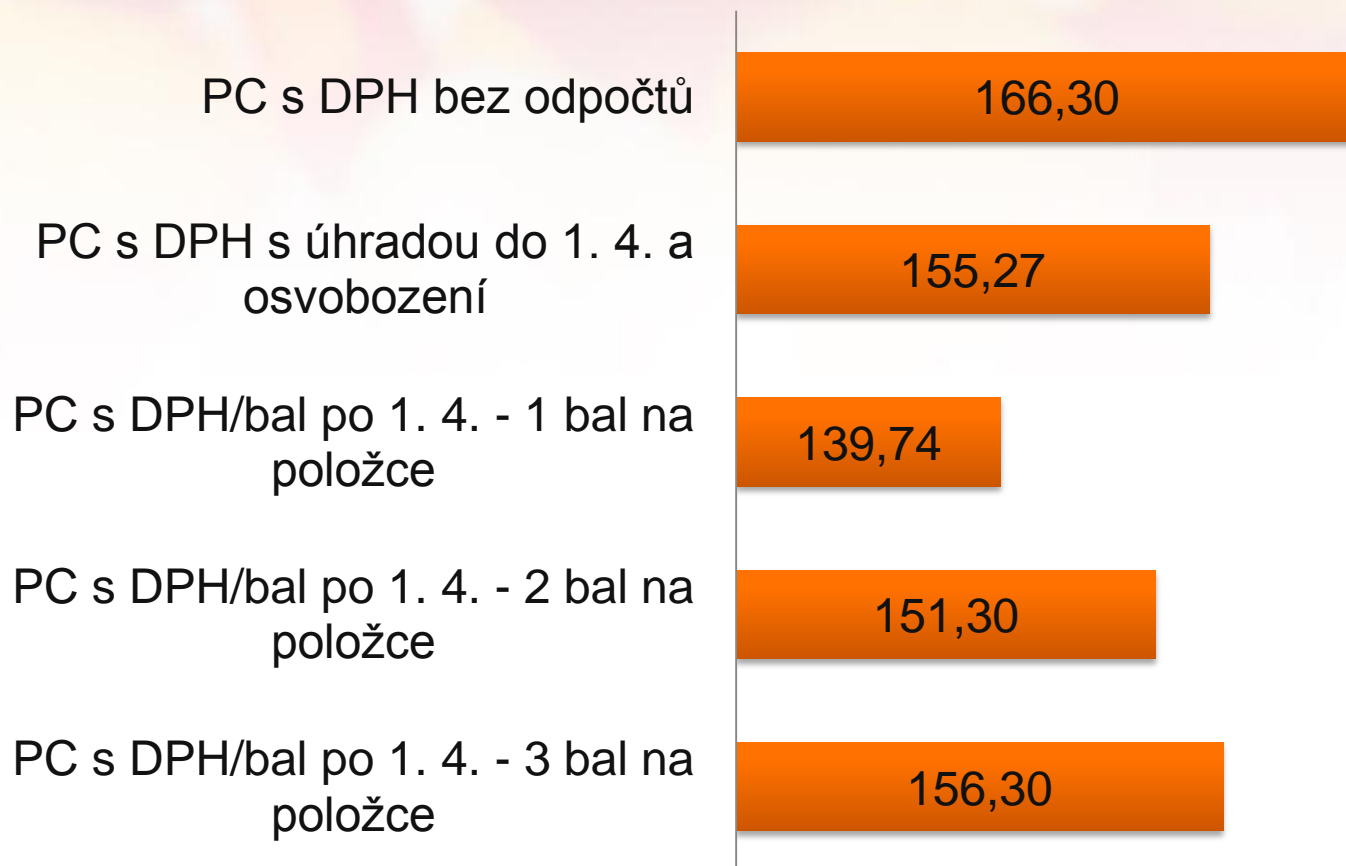 PC s DPH bez odpočtů
166,30
PC s DPH s úhradou do 1. 4. a
osvobození
155,27
PC s DPH/bal po 1. 4. - 1 bal na
položce
139,74
PC s DPH/bal po 1. 4. - 2 bal na
položce
151,30
PC s DPH/bal po 1. 4. - 3 bal na
položce
156,30